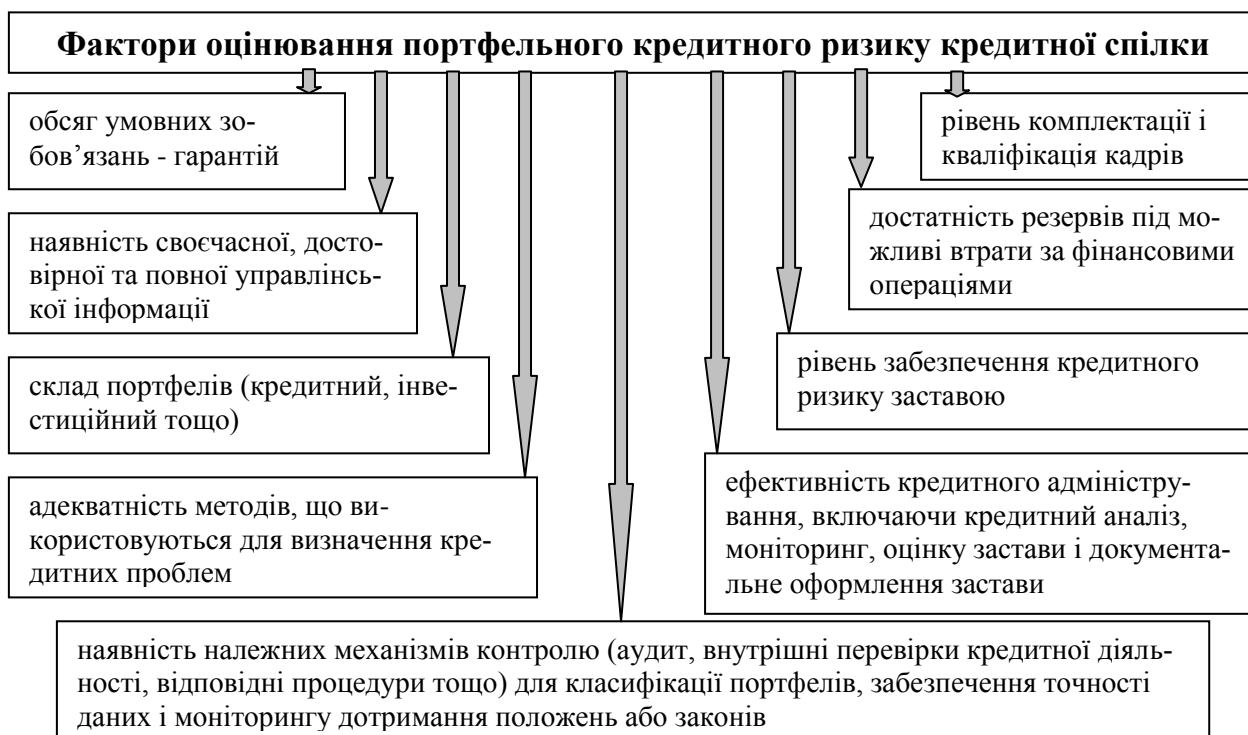 Фактори оцінювання портфельного кредитного ризику кредитної спілки
обсяг умовних зо-
бов’язань - гарантій
наявність своєчасної, досто-
вірної та повної управлінсь-
кої інформації
склад портфелів (кредитний, інве-
стиційний тощо)
адекватність методів, що ви-
користовуються для визначення кре-
дитних проблем
рівень комплектації і
кваліфікація кадрів
достатність резервів під мо-
жливі втрати за фінансовими
операціями
рівень забезпечення кредитного
ризику заставою
ефективність кредитного адміністру-
вання, включаючи кредитний аналіз,
моніторинг, оцінку застави і документа-
льне оформлення застави
наявність належних механізмів контролю (аудит, внутрішні перевірки кредитної діяль-
ності, відповідні процедури тощо) для класифікації портфелів, забезпечення точності
даних і моніторингу дотримання положень або законів